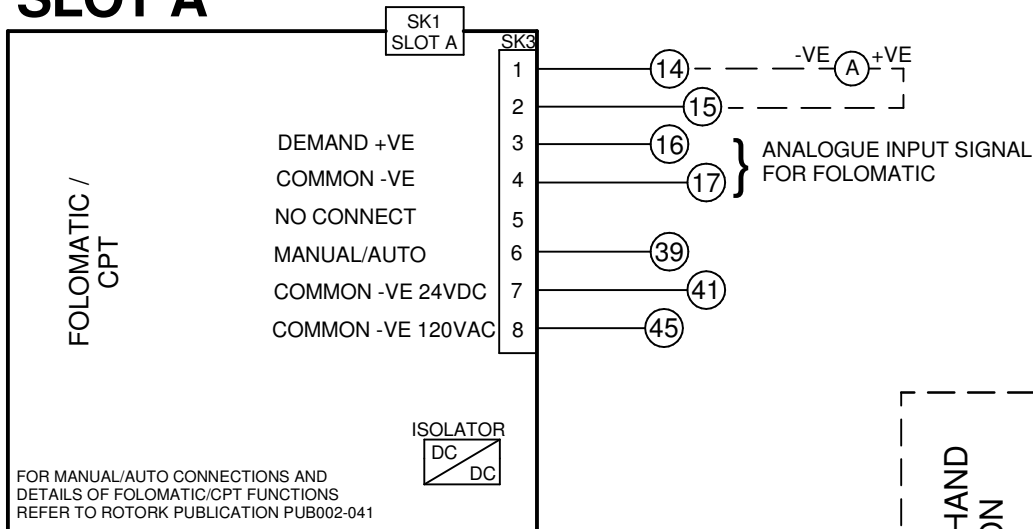 SLOT A
SK1
SLOT A
SK3
1 14 -VE A +VE
2 15
DEMAND +VE 3 16
COMMON -VE 4 17
ANALOGUE INPUT SIGNAL
FOR FOLOMATIC
NO CONNECT 5
MANUAL/AUTO 6 39
COMMON -VE 24VDC 7 41
COMMON -VE 120VAC 8 45
FOLOMATIC /
CPT
ISOLATOR
DC
DC
FOR MANUAL/AUTO CONNECTIONS AND
DETAILS OF FOLOMATIC/CPT FUNCTIONS
REFER TO ROTORK PUBLICATION PUB002-041